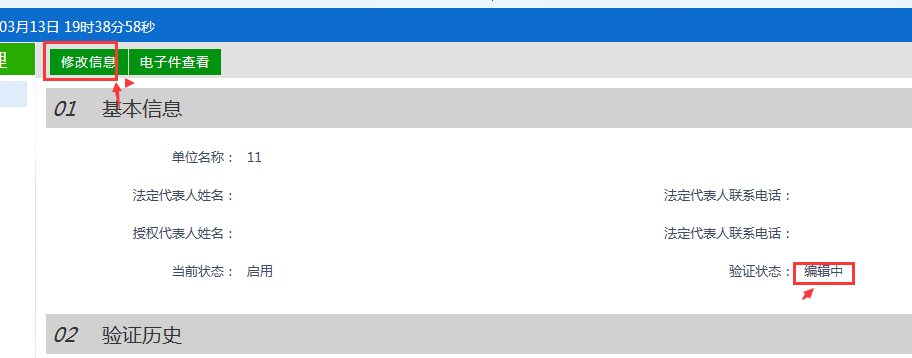 03月13日 19时38分58秒
理
修改信息 电子件查看
01 基本信息
单位名称： 11
法定代表人姓名： 法定代表人联系电话：
授权代表人姓名： 法定代表人联系电话：
当前状态： 启用 验证状态： 编辑中
02 验证历史